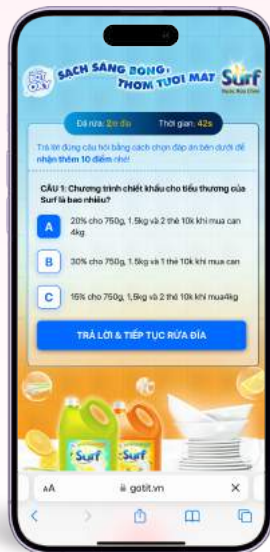 SẠCH SÁNG BÓNG,
THƠM TƯƠI MÁT
Surf
Nước Rửa Chén
Đã rửa: 2 đĩa
Thời gian: 42s
Trả lời đúng câu hỏi bằng cách chọn đáp án bên dưới để
nhận thêm 10 điểm nhé!
CÂU 1: Chương trình chiết khấu cho tiểu thương của
Surf là bao nhiêu?
A
20% cho 750g, 1.5kg và 2 thẻ 10k khi mua can
4kg
B
30% cho 750g, 1.5kg và 1 thẻ 10k khi mua can
C
15% cho 750g, 1,5kg và 2 thẻ 10k khi mua4kg
TRẢ LỜI & TIẾP TỤC RỬA ĐĨA
Surf
Surf
AA
gotit.vn